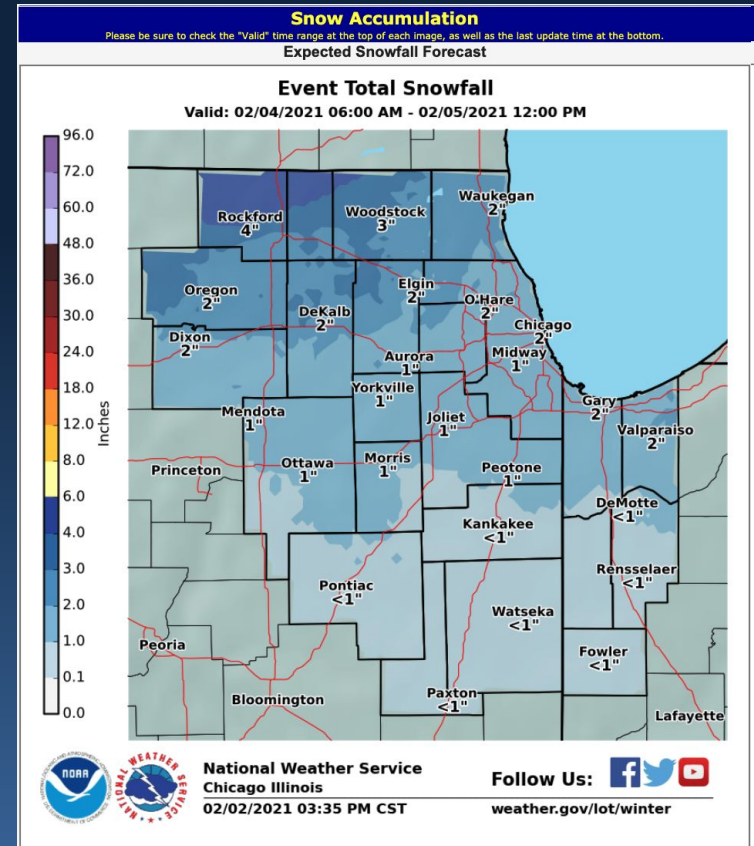 Snow Accumulation
Please be sure to check the "Valid" time range at the top of each image, as well as the last update time at the bottom.
Expected Snowfall Forecast
Event Total Snowfall
Valid: 02/04/2021 06:00 AM - 02/05/2021 12:00 PM
96.0
72.0
60.0
48.0
36.0
30.0
24.0
18.0
12.0
8.0
6.0
4.0
3.0
2.0
1.0
0.1
0.0
Inches
Waukegan
2"
Rockford
4"
Woodstock
3"
Oregon
2"
Elgin
2"
O'Hare
2"
DeKalb
2"
Chicago
2"
Dixon
2"
Aurora
1"
Midway
1"
Yorkville
1"
Gary
2"
Mendota
1"
Joliet
1"
Valparaiso
2"
Princeton
Ottawa
1"
Morris
1"
Peotone
1"
DeMotte
<1"
Kankakee
<1"
Pontiac
<1"
Rensselaer
<1"
Watseka
<1"
Peoria
Fowler
<1"
Bloomington
Paxton
<1"
Lafayette
NOAA
NATIONAL WEATHER SERVICE
National Weather Service
Chicago Illinois
02/02/2021 03:35 PM CST
Follow Us:
weather.gov/lot/winter